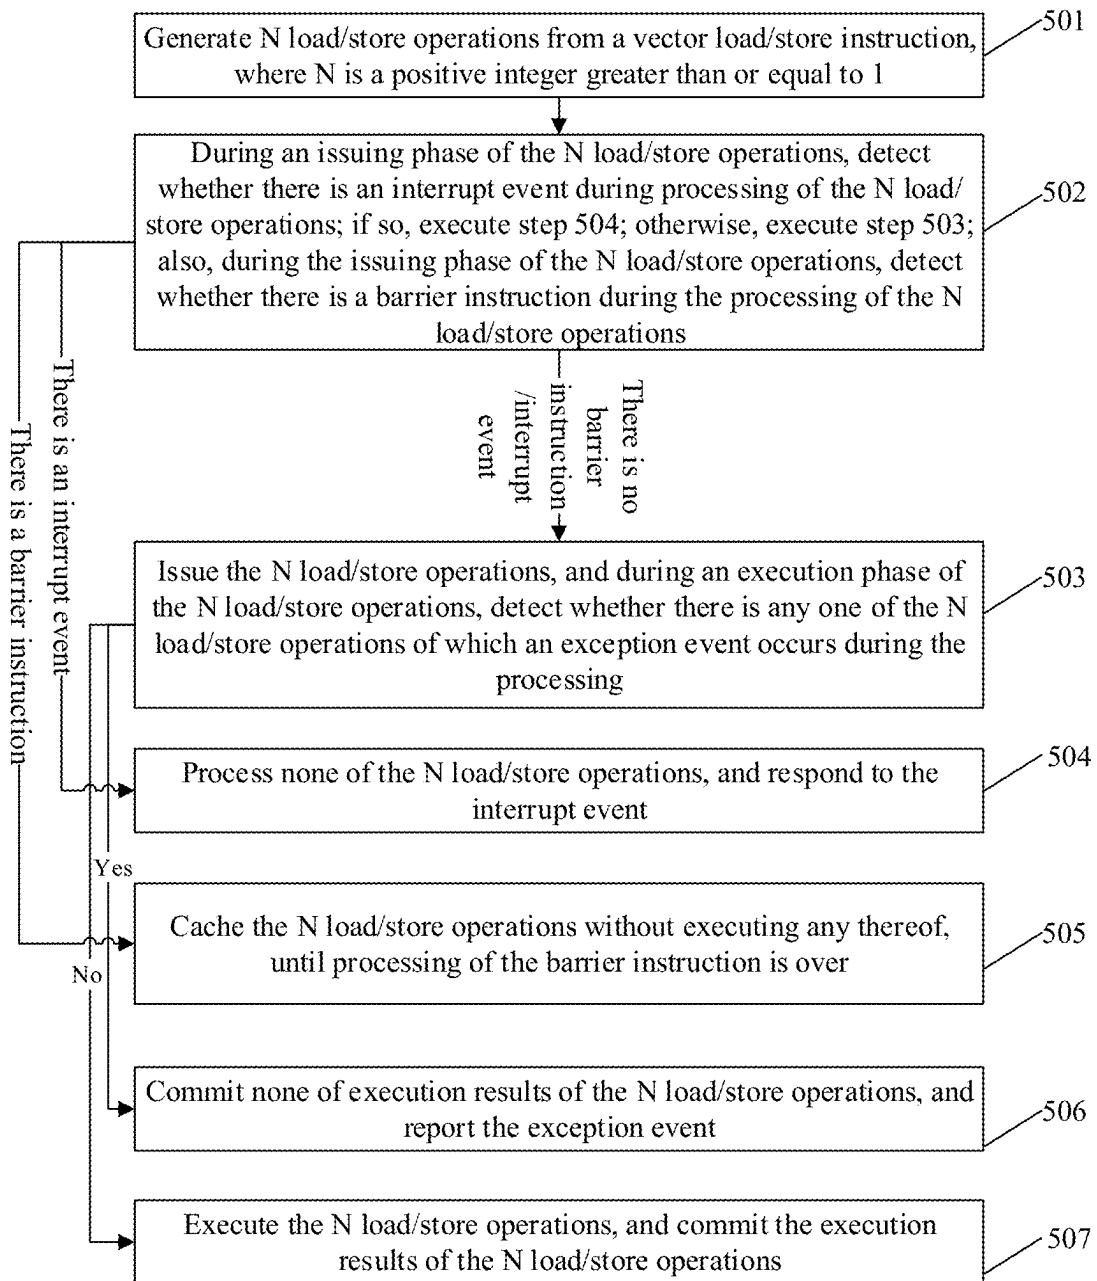 Generate N load/store operations from a vector load/store instruction,
where N is a positive integer greater than or equal to 1
501
During an issuing phase of the N load/store operations, detect
whether there is an interrupt event during processing of the N load/
store operations; if so, execute step 504; otherwise, execute step 503;
also, during the issuing phase of the N load/store operations, detect
whether there is a barrier instruction during the processing of the N
load/store operations
502
There is no
barrier
instruction
/interrupt
event
There is an interrupt event
There is a barrier instruction
Issue the N load/store operations, and during an execution phase of
the N load/store operations, detect whether there is any one of the N
load/store operations of which an exception event occurs during the
processing
503
Process none of the N load/store operations, and respond to the
interrupt event
504
Yes
Cache the N load/store operations without executing any thereof,
until processing of the barrier instruction is over
505
No
Commit none of execution results of the N load/store operations, and
report the exception event
506
Execute the N load/store operations, and commit the execution
results of the N load/store operations
507